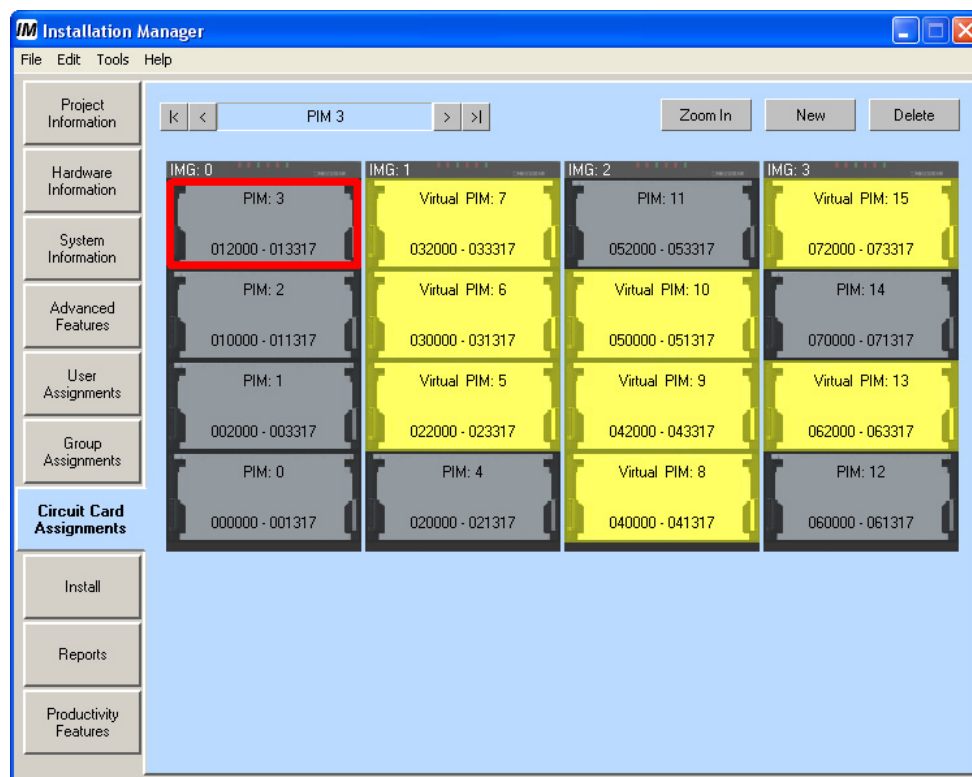 IM Installation Manager
File Edit Tools Help
Project
Information
Hardware
Information
System
Information
Advanced
Features
User
Assignments
Group
Assignments
Circuit Card
Assignments
Install
Reports
Productivity
Features
|< < PIM 3 > >| Zoom In New Delete
IMG: 0 IMG: 1 IMG: 2 IMG: 3
PIM: 3 Virtual PIM: 7 PIM: 11 Virtual PIM: 15
012000 - 013317 032000 - 033317 052000 - 053317 072000 - 073317
PIM: 2 Virtual PIM: 6 Virtual PIM: 10 PIM: 14
010000 - 011317 030000 - 031317 050000 - 051317 070000 - 071317
PIM: 1 Virtual PIM: 5 Virtual PIM: 9 Virtual PIM: 13
002000 - 003317 022000 - 023317 042000 - 043317 062000 - 063317
PIM: 0 PIM: 4 Virtual PIM: 8 PIM: 12
000000 - 001317 020000 - 021317 040000 - 041317 060000 - 061317